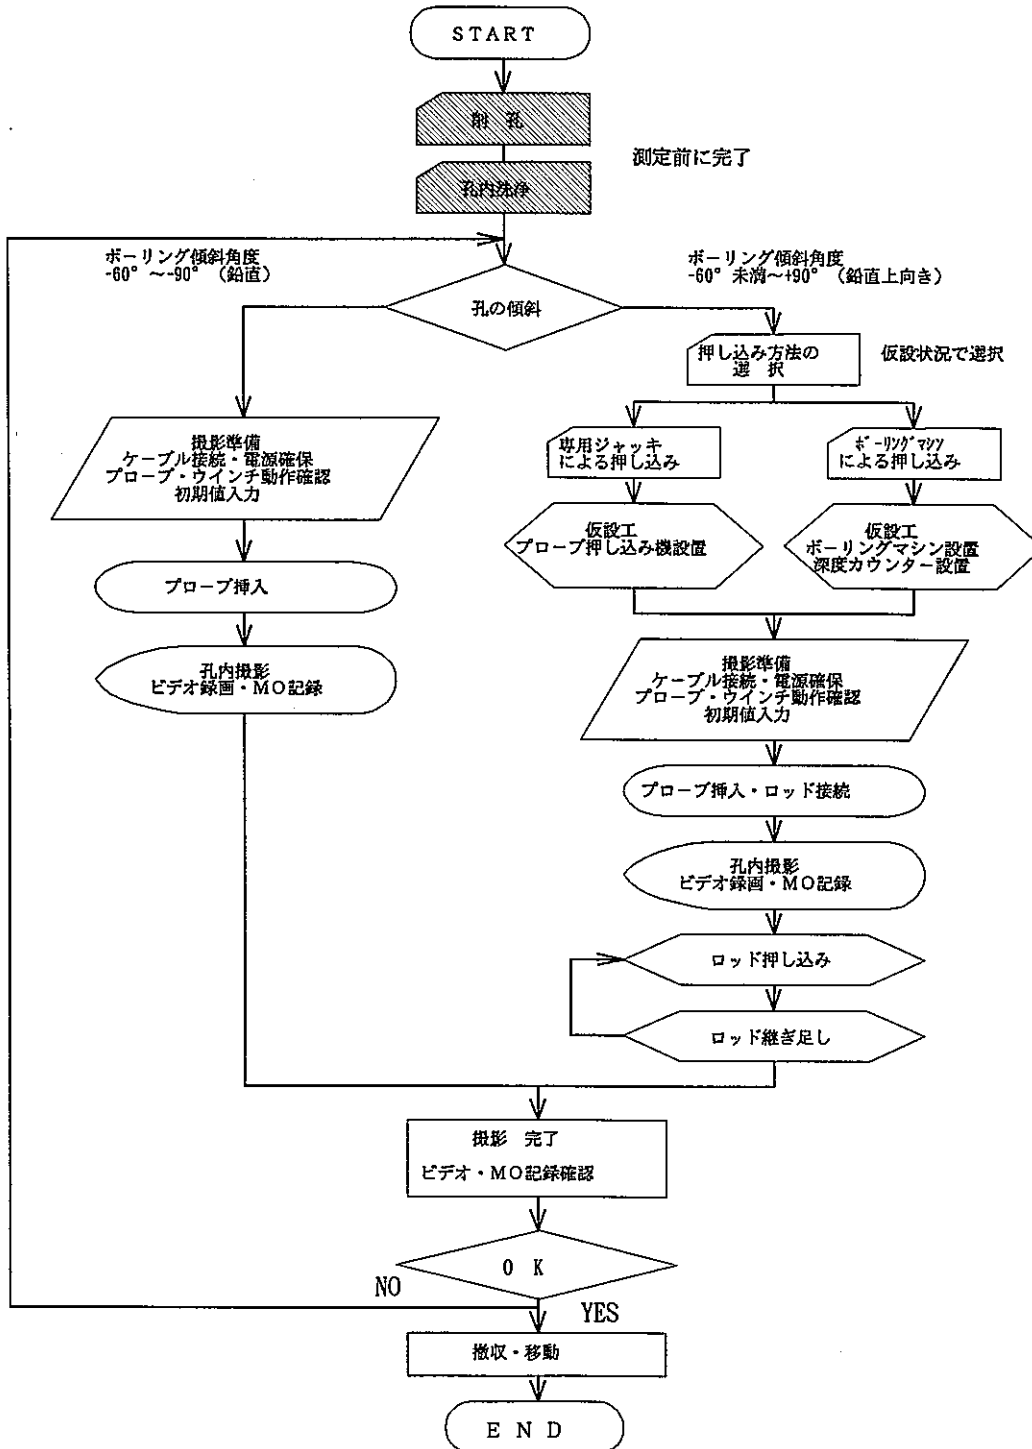 START
削 孔
測定前に完了
孔内洗浄
ボーリング傾斜角度
-60° ～-90° (鉛直)
ボーリング傾斜角度
-60° 未満～+90° (鉛直上向き)
孔の傾斜
押し込み方法の
選 択
仮設状況で選択
撮影準備
ケーブル接続・電源確保
プローブ・ウインチ動作確認
初期値入力
専用ジャッキ
による押し込み
ボーリングマシン
による押し込み
仮設工
プローブ押し込み機設置
仮設工
ボーリングマシン設置
深度カウンター設置
プローブ挿入
孔内撮影
ビデオ録画・MO記録
撮影準備
ケーブル接続・電源確保
プローブ・ウインチ動作確認
初期値入力
プローブ挿入・ロッド接続
孔内撮影
ビデオ録画・MO記録
ロッド押し込み
ロッド継ぎ足し
撮影 完了
ビデオ・MO記録確認
O K
NO
YES
撤収・移動
E N D